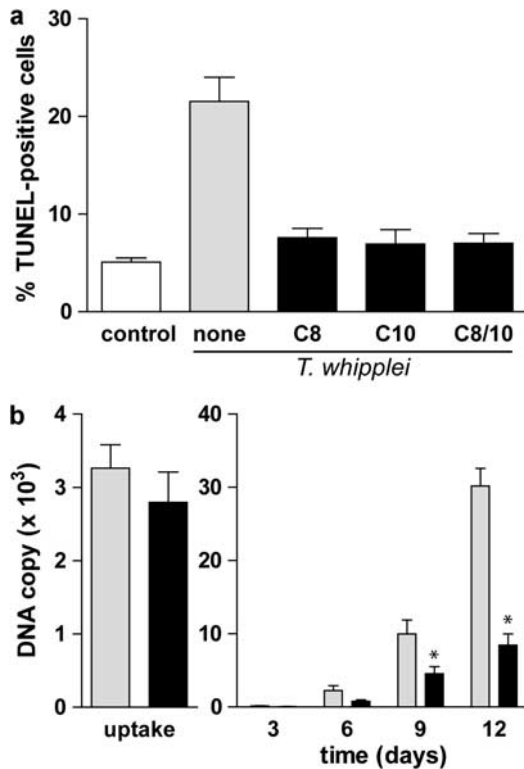 a
% TUNEL-positive cells
30
20
10
0
control none C8 C10 C8/10
T. whipplei
b
DNA copy (x 10³)
4
3
2
1
0
uptake
40
30
20
10
0
* *
3 6 9 12
time (days)